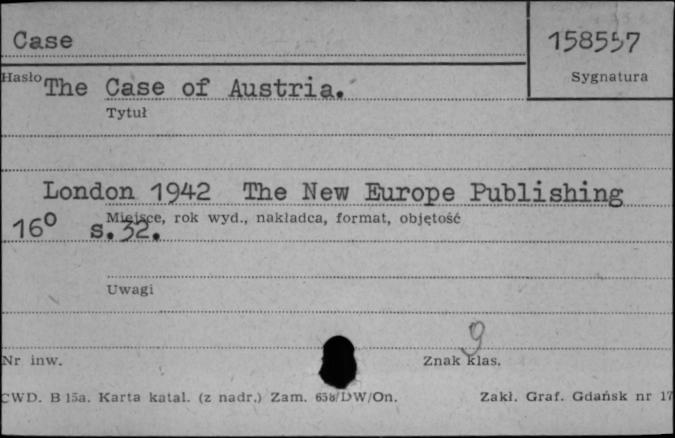 Case
158557
Hasło
Sygnatura
The Case of Austria.
Tytuł
London 1942 The New Europe Publishing
Miejsce, rok wyd., nakładca, format, objętość
16° s.32.
Uwagi
9
Nr inw.
Znak klas.
CWD. B 15a. Karta katal. (z nadr.) Zam. 658/DW/On.
Zakł. Graf. Gdańsk nr 17